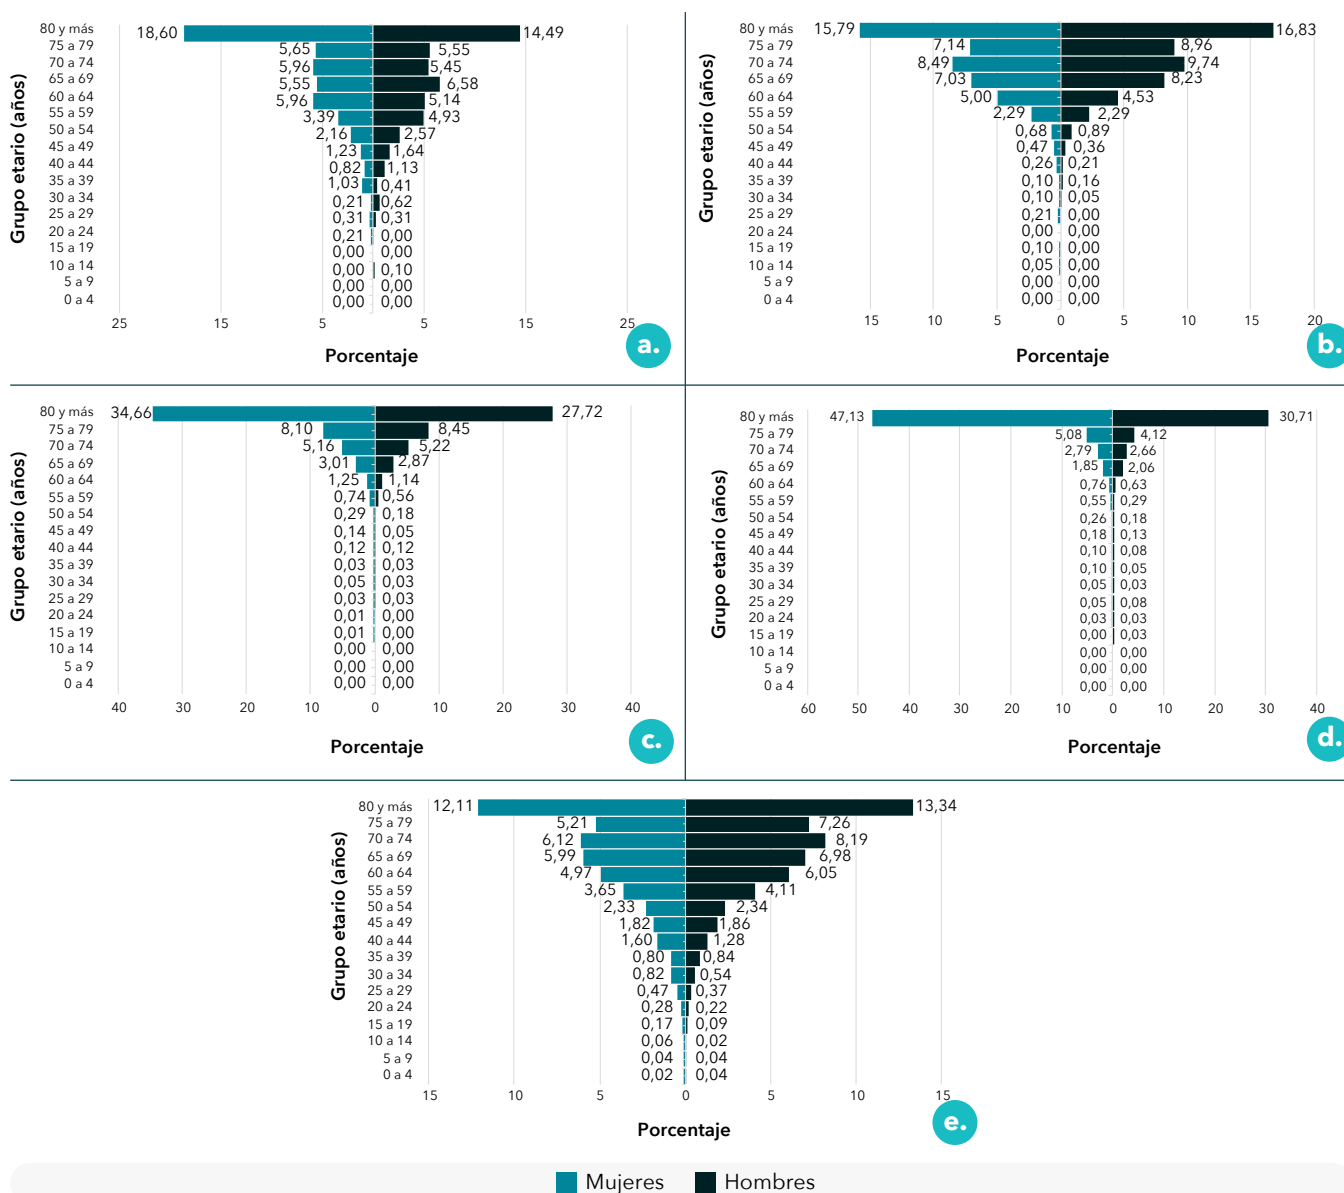 Grupo etario (años)
80 y más 18,60 14,49
75 a 79 5,65 5,55
70 a 74 5,96 5,45
65 a 69 5,55 6,58
60 a 64 5,96 5,14
55 a 59 3,39 4,93
50 a 54 2,16 2,57
45 a 49 1,23 1,64
40 a 44 0,82 1,13
35 a 39 1,03 0,41
30 a 34 0,21 0,62
25 a 29 0,31 0,31
20 a 24 0,21 0,00
15 a 19 0,00 0,00
10 a 14 0,00 0,10
5 a 9 0,00 0,00
0 a 4 0,00 0,00
25 15 5 5 15 25
Porcentaje
a.
Grupo etario (años)
80 y más 15,79 16,83
75 a 79 7,14 8,96
70 a 74 8,49 9,74
65 a 69 7,03 8,23
60 a 64 5,00 4,53
55 a 59 2,29 2,29
50 a 54 0,68 0,89
45 a 49 0,47 0,36
40 a 44 0,26 0,21
35 a 39 0,10 0,16
30 a 34 0,10 0,05
25 a 29 0,21 0,00
20 a 24 0,00 0,00
15 a 19 0,10 0,00
10 a 14 0,05 0,00
5 a 9 0,00 0,00
0 a 4 0,00 0,00
15 10 5 0 5 10 15 20
Porcentaje
b.
Grupo etario (años)
80 y más 34,66 27,72
75 a 79 8,10 8,45
70 a 74 5,16 5,22
65 a 69 3,01 2,87
60 a 64 1,25 1,14
55 a 59 0,74 0,56
50 a 54 0,29 0,18
45 a 49 0,14 0,05
40 a 44 0,12 0,12
35 a 39 0,03 0,03
30 a 34 0,05 0,03
25 a 29 0,03 0,03
20 a 24 0,01 0,00
15 a 19 0,01 0,00
10 a 14 0,00 0,00
5 a 9 0,00 0,00
0 a 4 0,00 0,00
40 30 20 10 0 10 20 30 40
Porcentaje
c.
Grupo etario (años)
80 y más 47,13 30,71
75 a 79 5,08 4,12
70 a 74 2,79 2,66
65 a 69 1,85 2,06
60 a 64 0,76 0,63
55 a 59 0,55 0,29
50 a 54 0,26 0,18
45 a 49 0,18 0,13
40 a 44 0,10 0,08
35 a 39 0,10 0,05
30 a 34 0,05 0,03
25 a 29 0,05 0,08
20 a 24 0,03 0,03
15 a 19 0,00 0,03
10 a 14 0,00 0,00
5 a 9 0,00 0,00
0 a 4 0,00 0,00
60 50 40 30 20 10 0 10 20 30 40
Porcentaje
d.
Grupo etario (años)
80 y más 12,11 13,34
75 a 79 5,21 7,26
70 a 74 6,12 8,19
65 a 69 5,99 6,98
60 a 64 4,97 6,05
55 a 59 3,65 4,11
50 a 54 2,33 2,34
45 a 49 1,82 1,86
40 a 44 1,60 1,28
35 a 39 0,80 0,84
30 a 34 0,82 0,54
25 a 29 0,47 0,37
20 a 24 0,28 0,22
15 a 19 0,17 0,09
10 a 14 0,06 0,02
5 a 9 0,04 0,04
0 a 4 0,02 0,04
15 10 5 0 5 10 15
Porcentaje
e.
Mujeres Hombres